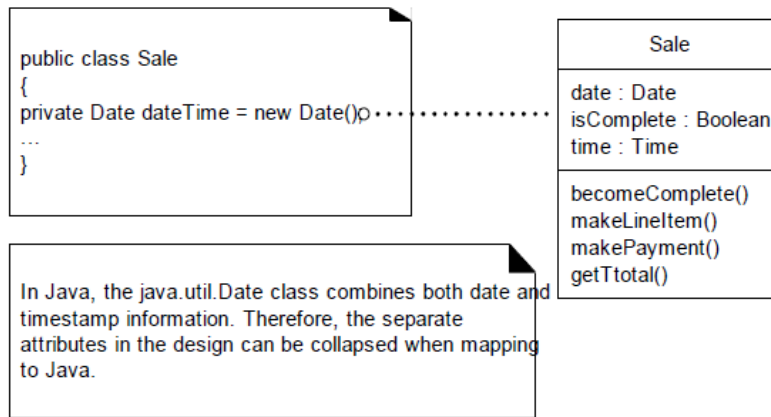 public class Sale
{
private Date dateTime = new Date();
...
}
Sale
date : Date
isComplete : Boolean
time : Time
becomeComplete()
makeLineItem()
makePayment()
getTtotal()
In Java, the java.util.Date class combines both date and
timestamp information. Therefore, the separate
attributes in the design can be collapsed when mapping
to Java.